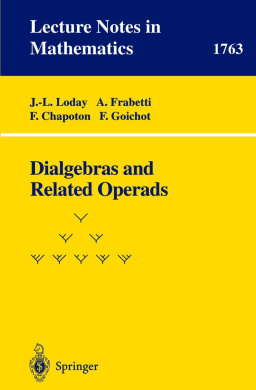 Lecture Notes in
Mathematics 1763
J.-L. Loday A. Frabetti
F. Chapoton F. Goichot
Dialgebras and
Related Operads
Springer